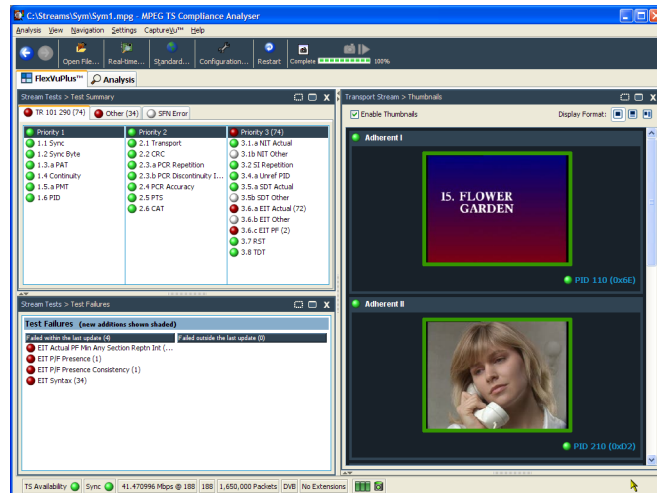 C:\Streams\Sym\Sym1.mpg - MPEG TS Compliance Analyser
Analysis View Navigation Settings CaptureVu™ Help
Open File... Real-time... Standard... Configuration... Restart Complete 100%
FlexVuPlus™ Analysis
Stream Tests > Test Summary
TR 101 290 (74) Other (34) SFN Error
Priority 1
1.1 Sync
1.2 Sync Byte
1.3.a PAT
1.4 Continuity
1.5.a PMT
1.6 PID
Priority 2
2.1 Transport
2.2 CRC
2.3.a PCR Repetition
2.3.b PCR Discontinuity I...
2.4 PCR Accuracy
2.5 PTS
2.6 CAT
Priority 3 (74)
3.1.a NIT Actual
3.1.b NIT Other
3.2 SI Repetition
3.4.a Unref PID
3.5.a SDT Actual
3.5.b SDT Other
3.6.a EIT Actual (72)
3.6.b EIT Other
3.6.c EIT PF (2)
3.7 RST
3.8 TDT
Stream Tests > Test Failures
Test Failures (new additions shown shaded)
Failed within the last update (4) Failed outside the last update (0)
EIT Actual PF Min Any Section Reptn Int (...
EIT P/F Presence (1)
EIT P/F Presence Consistency (1)
EIT Syntax (34)
Transport Stream > Thumbnails
Enable Thumbnails Display Format:
Adherent I
15. FLOWER
GARDEN
PID 110 (0x6E)
Adherent II
PID 210 (0xD2)
TS Availability Sync 41.470996 Mbps @ 188 188 1,650,000 Packets DVB No Extensions